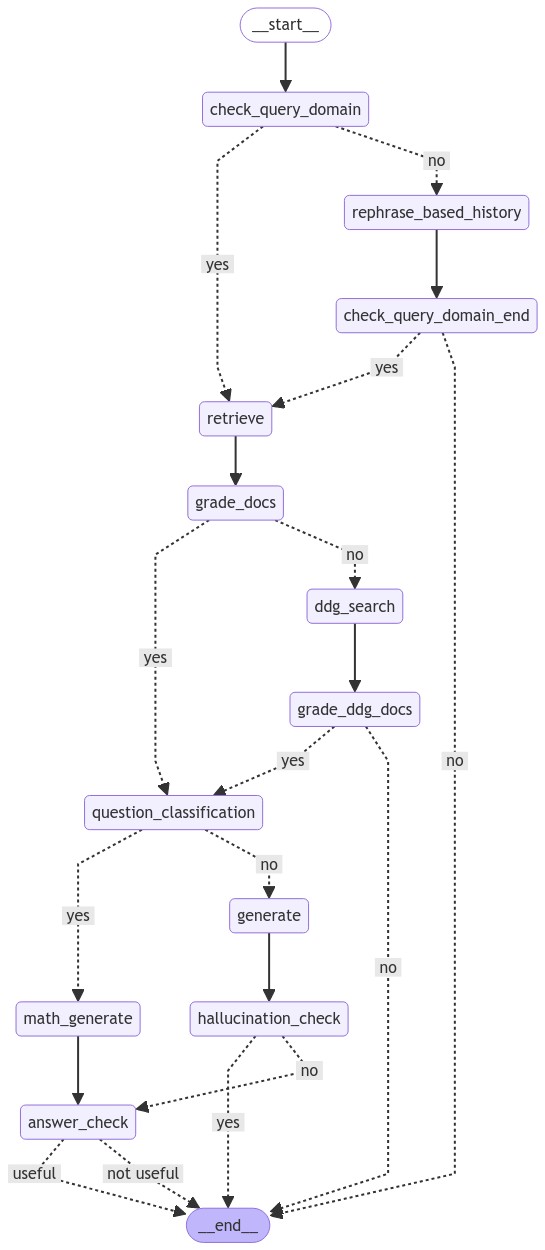 __start__
check_query_domain
no
rephrase_based_history
yes
check_query_domain_end
yes
retrieve
grade_docs
no
ddg_search
yes
grade_ddg_docs
yes
no
question_classification
no
yes
generate
no
math_generate
hallucination_check
no
answer_check
yes
useful
not useful
__end__